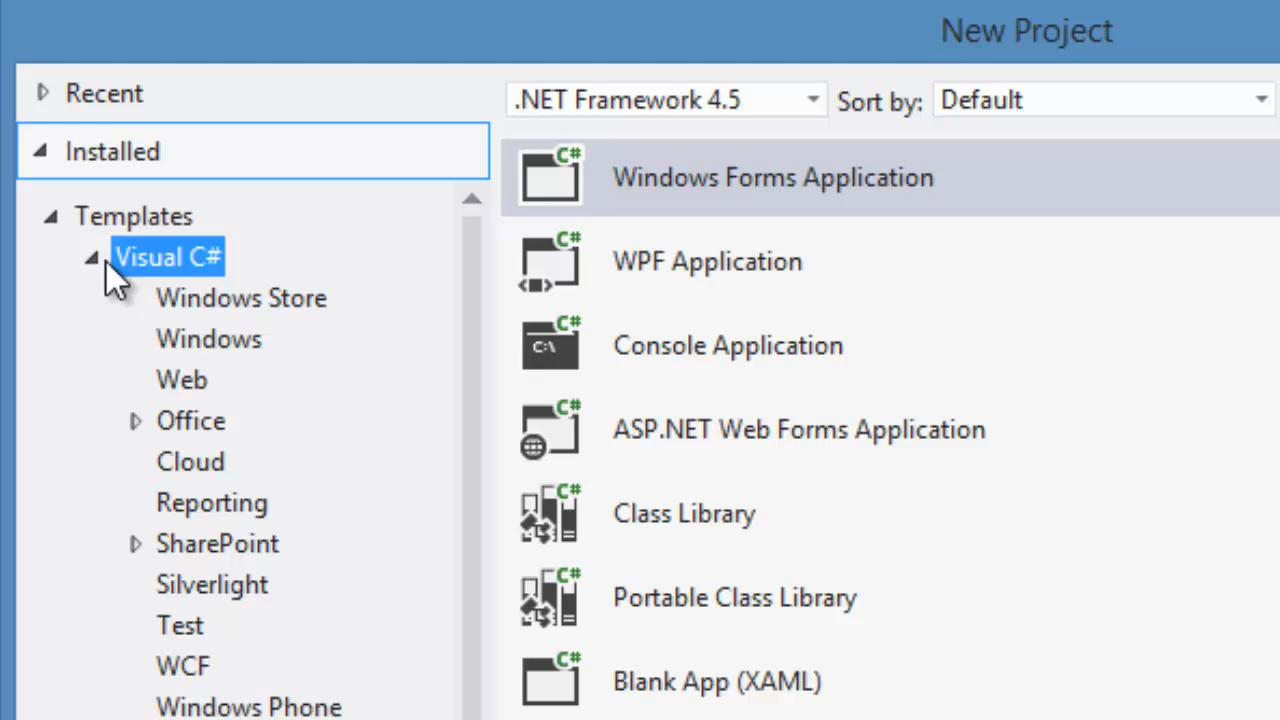 New Project
Recent
Installed
Templates
Visual C#
Windows Store
Windows
Web
Office
Cloud
Reporting
SharePoint
Silverlight
Test
WCF
Windows Phone
.NET Framework 4.5
Sort by:
Default
C#
Windows Forms Application
C#
WPF Application
C#
C:\
Console Application
C#
ASP.NET Web Forms Application
C#
Class Library
C#
Portable Class Library
C#
Blank App (XAML)